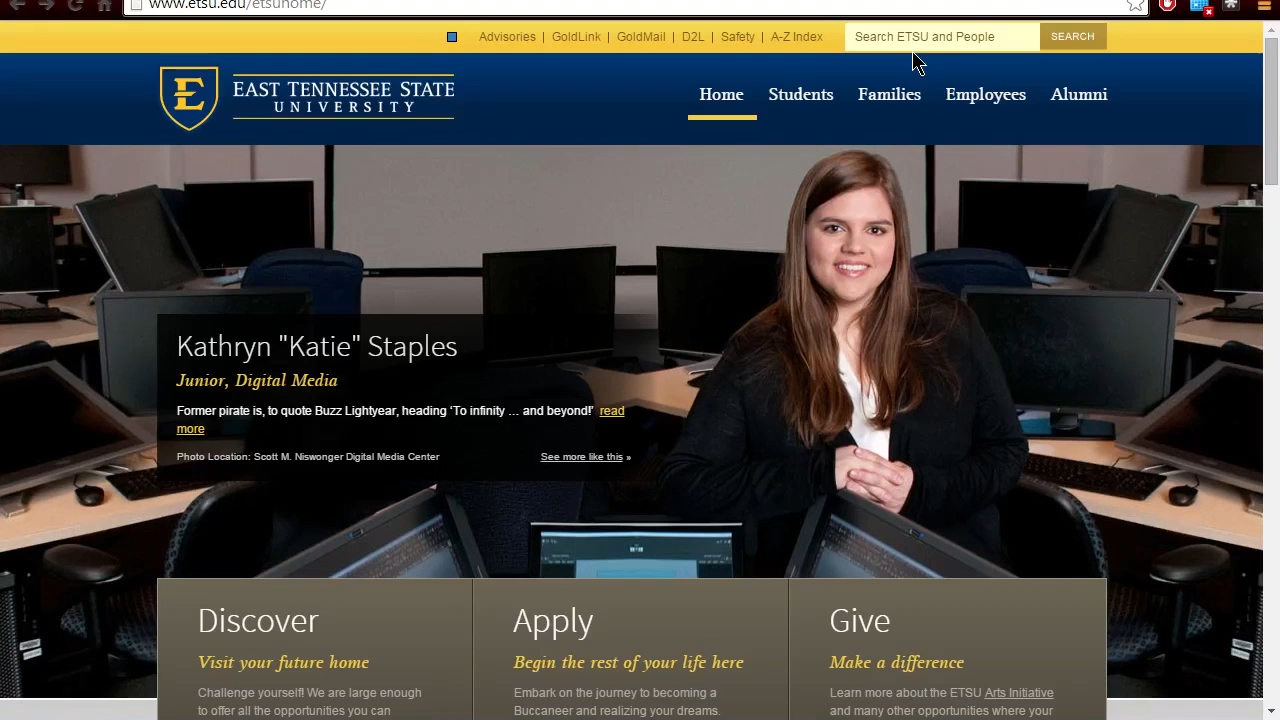 www.etsu.edu/etsuhome/
Advisories | GoldLink | GoldMail | D2L | Safety | A-Z Index
Search ETSU and People
SEARCH
E
EAST TENNESSEE STATE
UNIVERSITY
Home Students Families Employees Alumni
Kathryn "Katie" Staples
Junior, Digital Media
Former pirate is, to quote Buzz Lightyear, heading 'To infinity ... and beyond!' read
more
Photo Location: Scott M. Niswonger Digital Media Center
See more like this »
Discover
Visit your future home
Challenge yourself! We are large enough
to offer all the opportunities you can
Apply
Begin the rest of your life here
Embark on the journey to becoming a
Buccaneer and realizing your dreams.
Give
Make a difference
Learn more about the ETSU Arts Initiative
and many other opportunities where your